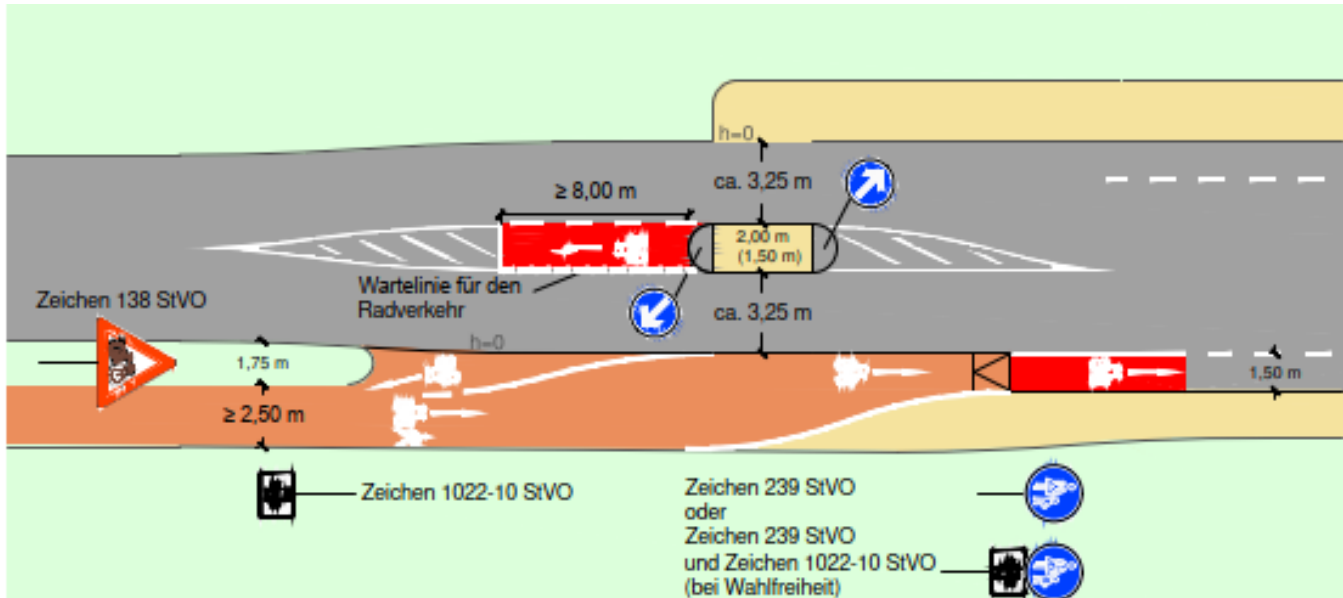 h=0
ca. 3,25 m
≥ 8,00 m
2,00 m
(1,50 m)
Wartelinie für den
Radverkehr
Zeichen 138 StVO
ca. 3,25 m
h=0
1,75 m
1,50 m
≥ 2,50 m
Zeichen 1022-10 StVO
Zeichen 239 StVO
oder
Zeichen 239 StVO
und Zeichen 1022-10 StVO
(bei Wahlfreiheit)